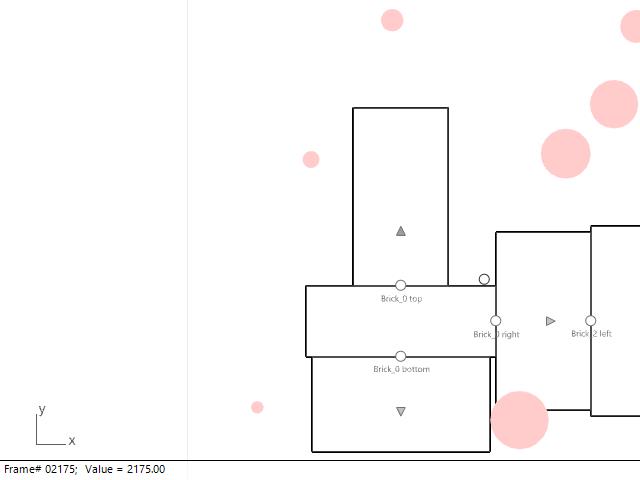 Brick_0 top
Brick_0 right
Brick_2 left
Brick_0 bottom
y
x
Frame# 02175; Value = 2175.00